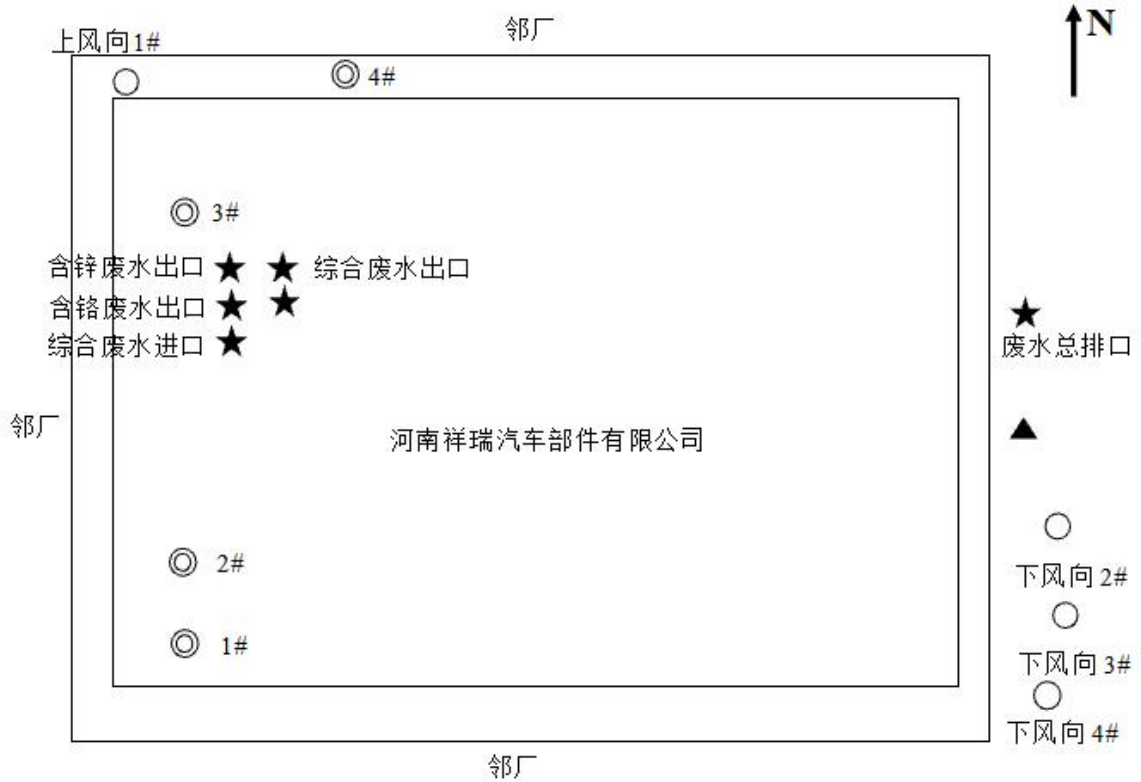 邻厂
N
上风向1#
4#
3#
含锌废水出口
综合废水出口
含铬废水出口
综合废水进口
废水总排口
邻厂
河南祥瑞汽车部件有限公司
2#
下风向2#
1#
下风向3#
下风向4#
邻厂